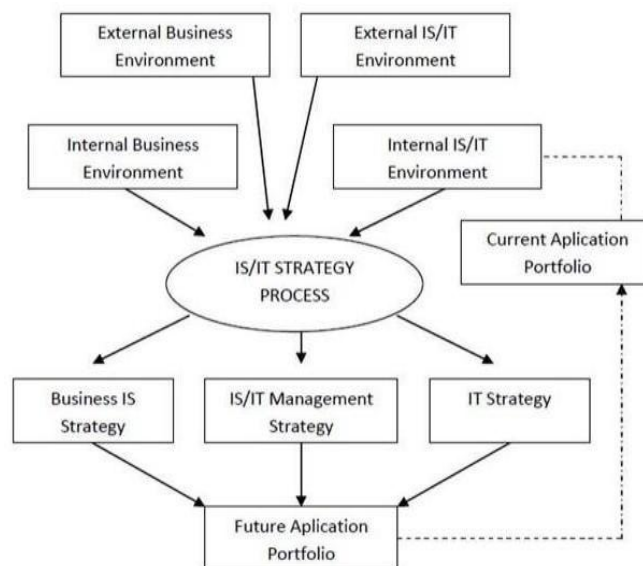 External Business
Environment
External IS/IT
Environment
Internal Business
Environment
Internal IS/IT
Environment
Current Aplication
Portfolio
IS/IT STRATEGY
PROCESS
Business IS
Strategy
IS/IT Management
Strategy
IT Strategy
Future Aplication
Portfolio